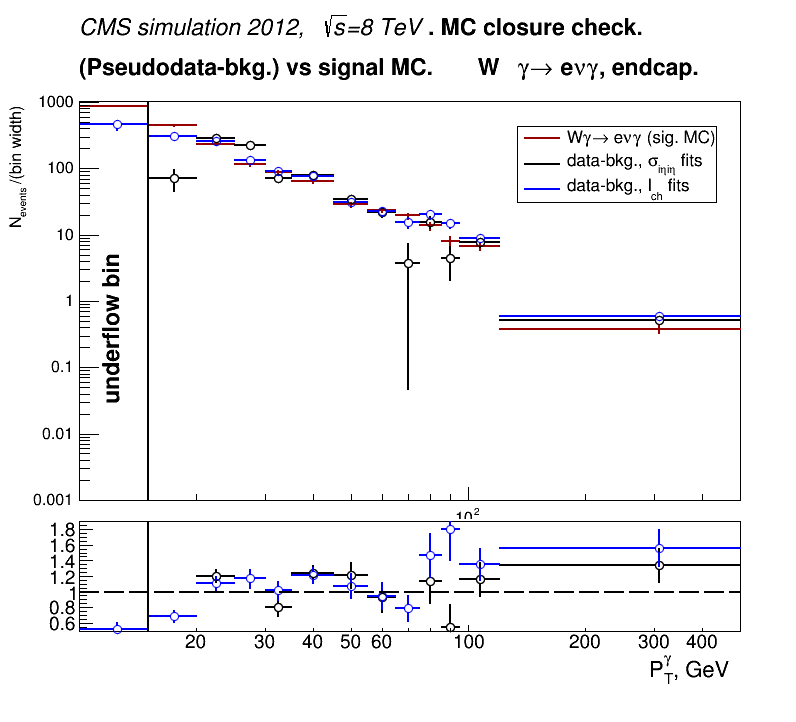 CMS simulation 2012, √s=8 TeV . MC closure check.
(Pseudodata-bkg.) vs signal MC. W γ→ eνγ, endcap.
N_events /(bin width)
1000
100
10
1
0.1
0.01
0.001
underflow bin
Wγ→ eνγ (sig. MC)
data-bkg., σ_iηiη fits
data-bkg., I_ch fits
10²
1.8
1.6
1.4
1.2
1
0.8
0.6
20 30 40 50 60 100 200 300 400
P_T^γ, GeV